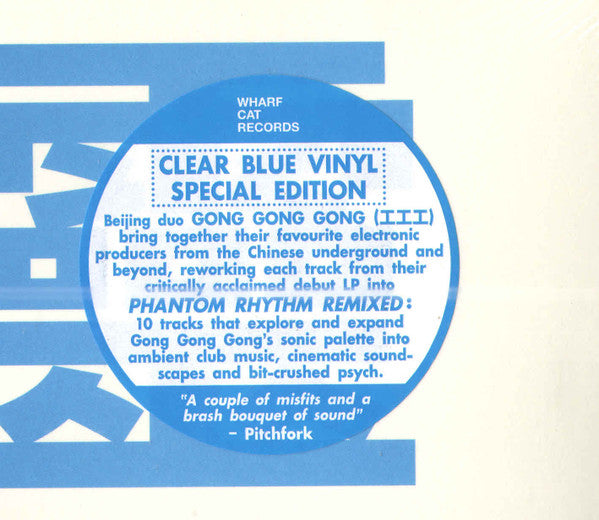 WHARF
CAT
RECORDS
CLEAR BLUE VINYL
SPECIAL EDITION
Beijing duo GONG GONG GONG (工工工)
bring together their favourite electronic
producers from the Chinese underground and
beyond, reworking each track from their
critically acclaimed debut LP into
PHANTOM RHYTHM REMIXED:
10 tracks that explore and expand
Gong Gong Gong's sonic palette into
ambient club music, cinematic sound-
scapes and bit-crushed psych.
"A couple of misfits and a
brash bouquet of sound"
– Pitchfork